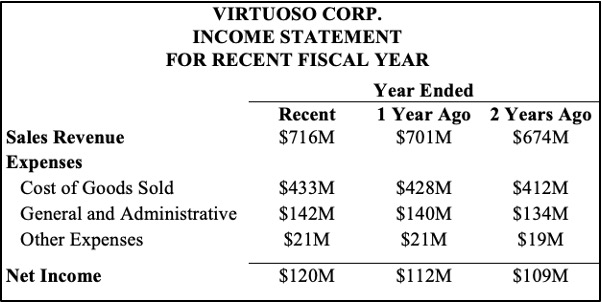 VIRTUOSO CORP.
INCOME STATEMENT
FOR RECENT FISCAL YEAR
Year Ended
Recent 1 Year Ago 2 Years Ago
Sales Revenue $716M $701M $674M
Expenses
Cost of Goods Sold $433M $428M $412M
General and Administrative $142M $140M $134M
Other Expenses $21M $21M $19M
Net Income $120M $112M $109M